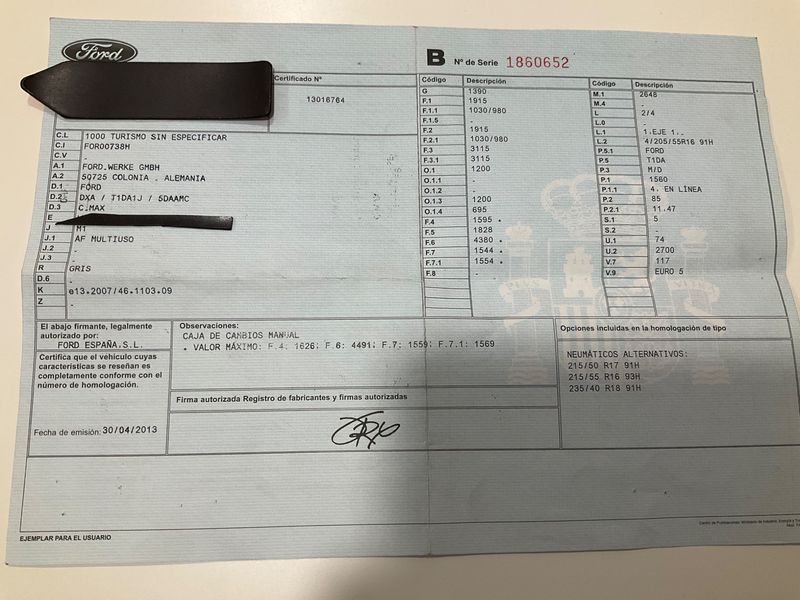 Ford
B Nº de Serie 1860652
Certificado Nº
13016764
C.L 1000 TURISMO SIN ESPECIFICAR
C.I FOR00738H
C.V -
A.1 FORD.WERKE GMBH
A.2 50725 COLONIA . ALEMANIA
D.1 FORD
D.2 DXA / T1DA1J / 5DAAMC
D.3 C.MAX
E
J M1
J.1 AF MULTIUSO
J.2 -
J.3 -
R GRIS
D.6 -
K e13.2007/46.1103.09
Z -
Código Descripción
G 1390
F.1 1915
F.1.1 1030/980
F.1.5 -
F.2 1915
F.2.1 1030/980
F.3 3115
F.3.1 3115
O.1 1200
O.1.1 -
O.1.2 -
O.1.3 1200
O.1.4 695
F.4 1595 *
F.5 1828
F.6 4380 *
F.7 1544 *
F.7.1 1554 *
F.8 -
Código Descripción
M.1 2648
M.4 -
L 2/4
L.0 -
L.1 1.EJE 1.-
L.2 4/205/55R16 91H
P.5.1 FORD
P.5 T1DA
P.3 M/D
P.1 1560
P.1.1 4. EN LÍNEA
P.2 85
P.2.1 11.47
S.1 5
S.2 -
U.1 74
U.2 2700
V.7 117
V.9 EURO 5
El abajo firmante, legalmente
autorizado por:
FORD ESPAÑA.S.L.
Certifica que el vehículo cuyas
características se reseñan es
completamente conforme con el
número de homologación.
Fecha de emisión: 30/04/2013
Observaciones:
CAJA DE CAMBIOS MANUAL
* VALOR MÁXIMO: F.4: 1626; F.6: 4491; F.7: 1559; F.7.1: 1569
Firma autorizada Registro de fabricantes y firmas autorizadas
Opciones incluidas en la homologación de tipo
NEUMÁTICOS ALTERNATIVOS:
215/50 R17 91H
215/55 R16 93H
235/40 R18 91H
EJEMPLAR PARA EL USUARIO